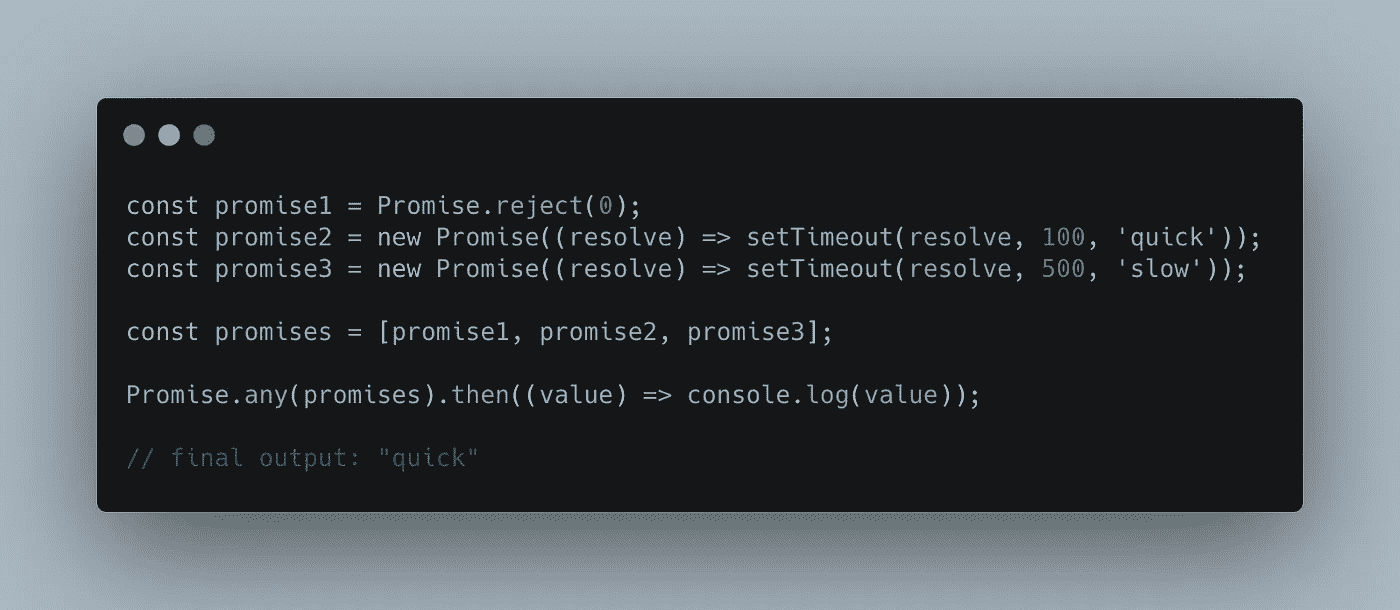 const promise1 = Promise.reject(0);
const promise2 = new Promise((resolve) => setTimeout(resolve, 100, 'quick'));
const promise3 = new Promise((resolve) => setTimeout(resolve, 500, 'slow'));
const promises = [promise1, promise2, promise3];
Promise.any(promises).then((value) => console.log(value));
// final output: "quick"